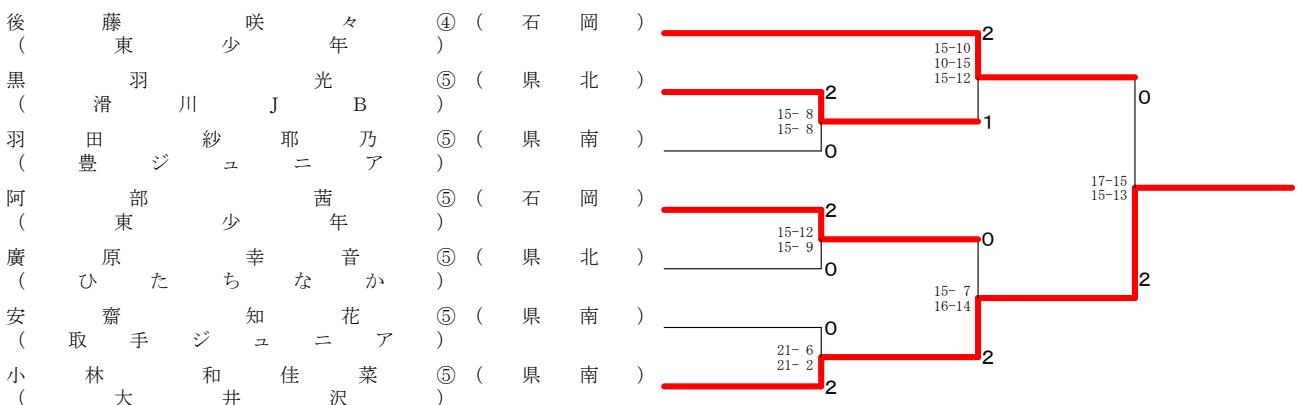 後藤咲々 ④ (石岡)
(東少年)
黒羽光 ⑤ (県北)
(滑川JB)
羽田紗耶乃 ⑤ (県南)
(豊ジュニア)
阿部茜 ⑤ (石岡)
(東少年)
廣原幸音 ⑤ (県北)
(ひたちなか)
安齋知花 ⑤ (県南)
(取手ジュニア)
小林和佳菜 ⑤ (県南)
(大井沢)
2
15-10
10-15
15-12
1
2
15- 8
15- 8
0
2
15-12
15- 9
0
0
15- 7
16-14
2
0
21- 6
21- 2
2
0
17-15
15-13
2